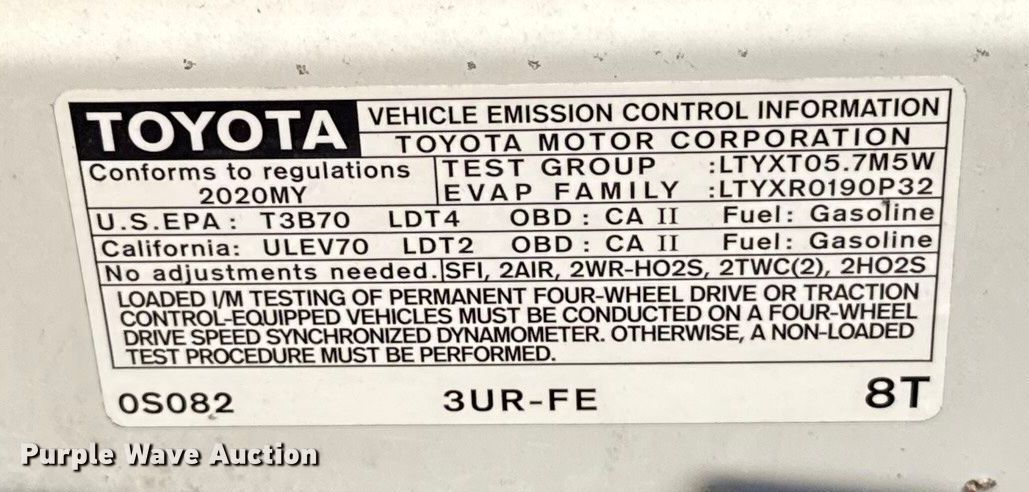 TOYOTA
VEHICLE EMISSION CONTROL INFORMATION
TOYOTA MOTOR CORPORATION
Conforms to regulations
2020MY
TEST GROUP :LTYXT05.7M5W
EVAP FAMILY :LTYXR0190P32
U.S.EPA: T3B70 LDT4 OBD: CA II Fuel: Gasoline
California: ULEV70 LDT2 OBD: CA II Fuel: Gasoline
No adjustments needed. SFI, 2AIR, 2WR-HO2S, 2TWC(2), 2HO2S
LOADED I/M TESTING OF PERMANENT FOUR-WHEEL DRIVE OR TRACTION
CONTROL-EQUIPPED VEHICLES MUST BE CONDUCTED ON A FOUR-WHEEL
DRIVE SPEED SYNCHRONIZED DYNAMOMETER. OTHERWISE, A NON-LOADED
TEST PROCEDURE MUST BE PERFORMED.
0S082 3UR-FE 8T
Purple Wave Auction